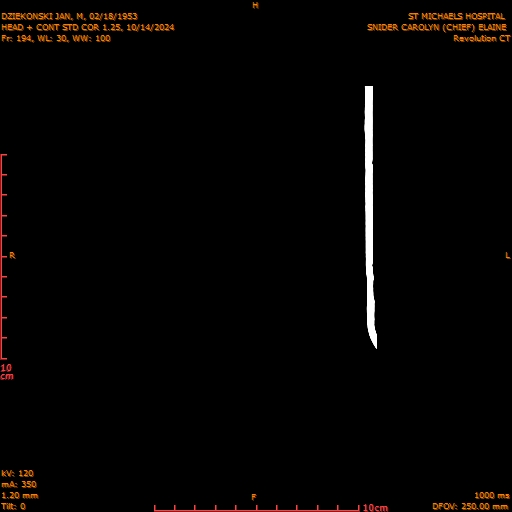 H
DZIEKONSKI JAN, M, 02/18/1953
HEAD + CONT STD COR 1.25, 10/14/2024
Fr: 194, WL: 30, WW: 100
ST MICHAELS HOSPITAL
SNIDER CAROLYN (CHIEF) ELAINE
Revolution CT
R
L
10
cm
kV: 120
mA: 350
1.20 mm
Tilt: 0
F
10cm
1000 ms
DFOV: 250.00 mm